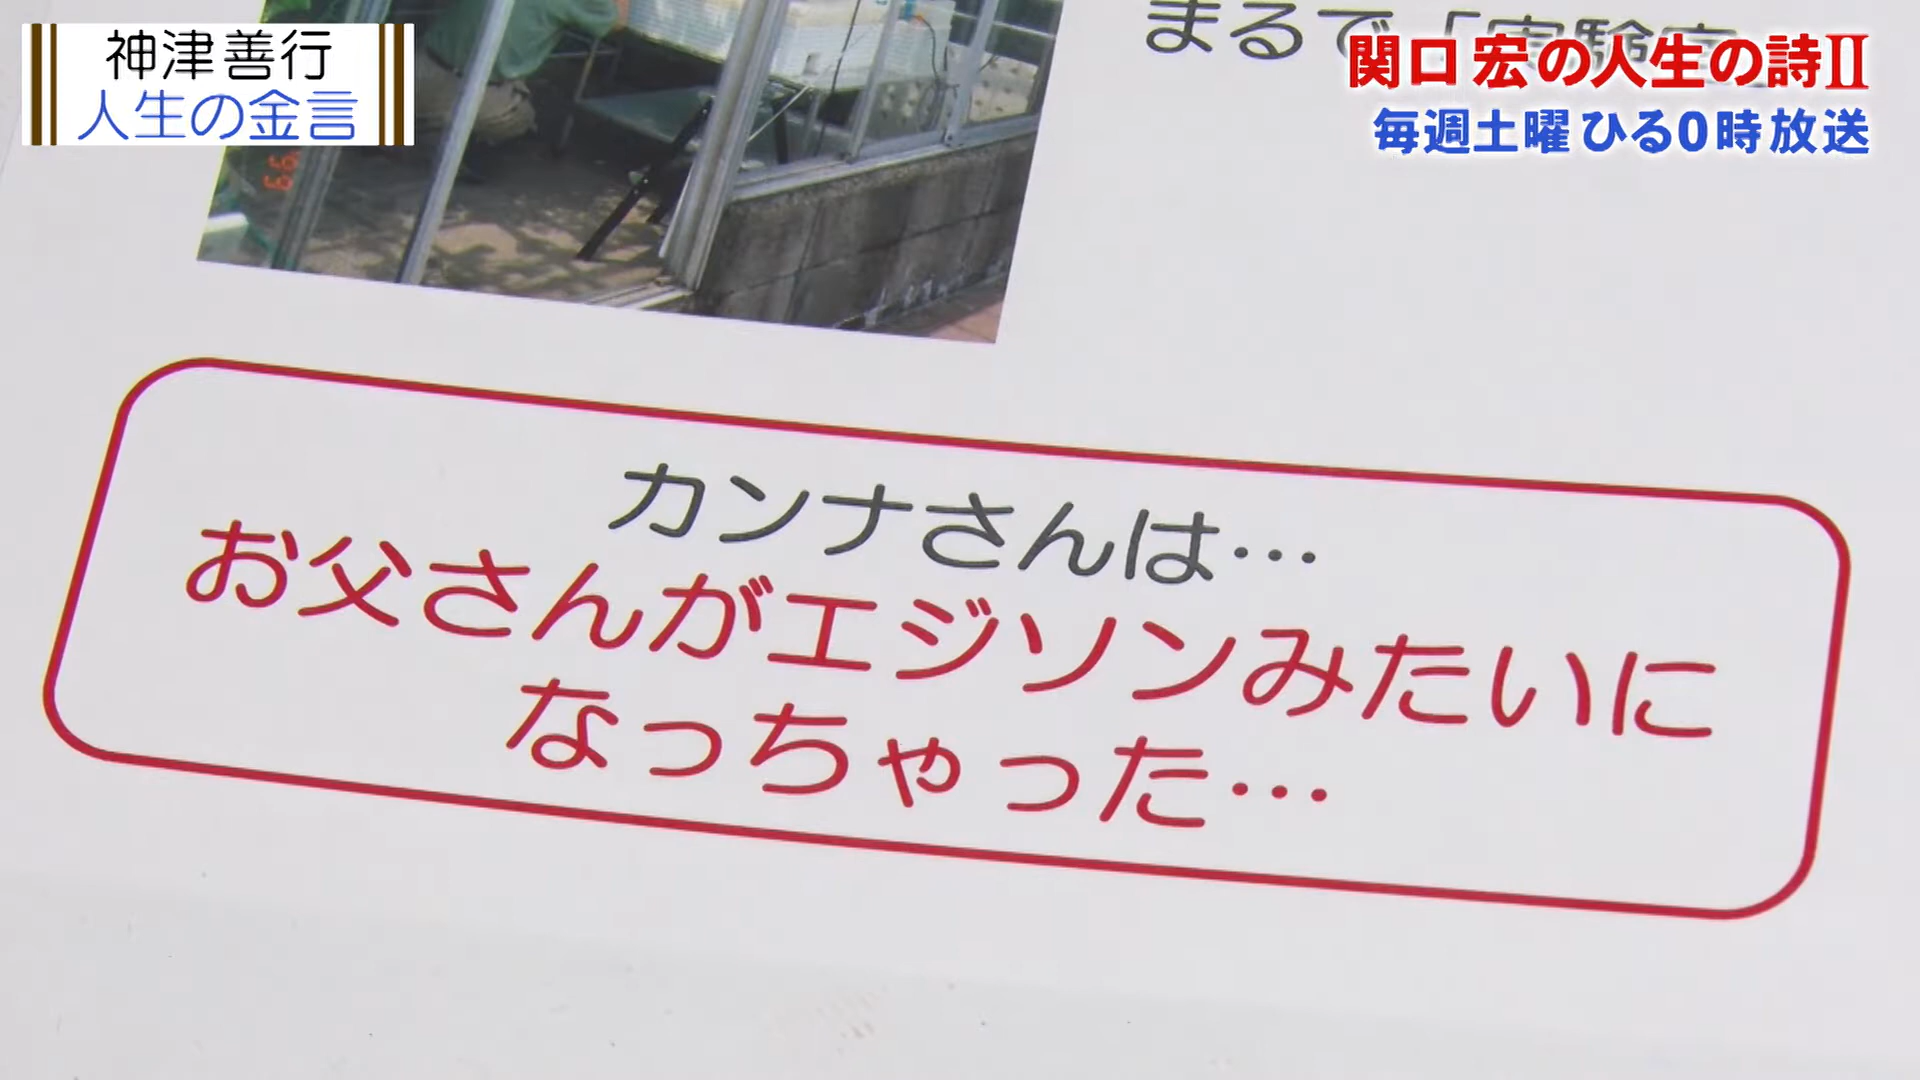 神津善行
人生の金言
関口宏の人生の詩II
毎週土曜ひる0時放送
まるで「実験室
カンナさんは…
お父さんがエジソンみたいに
なっちゃった…